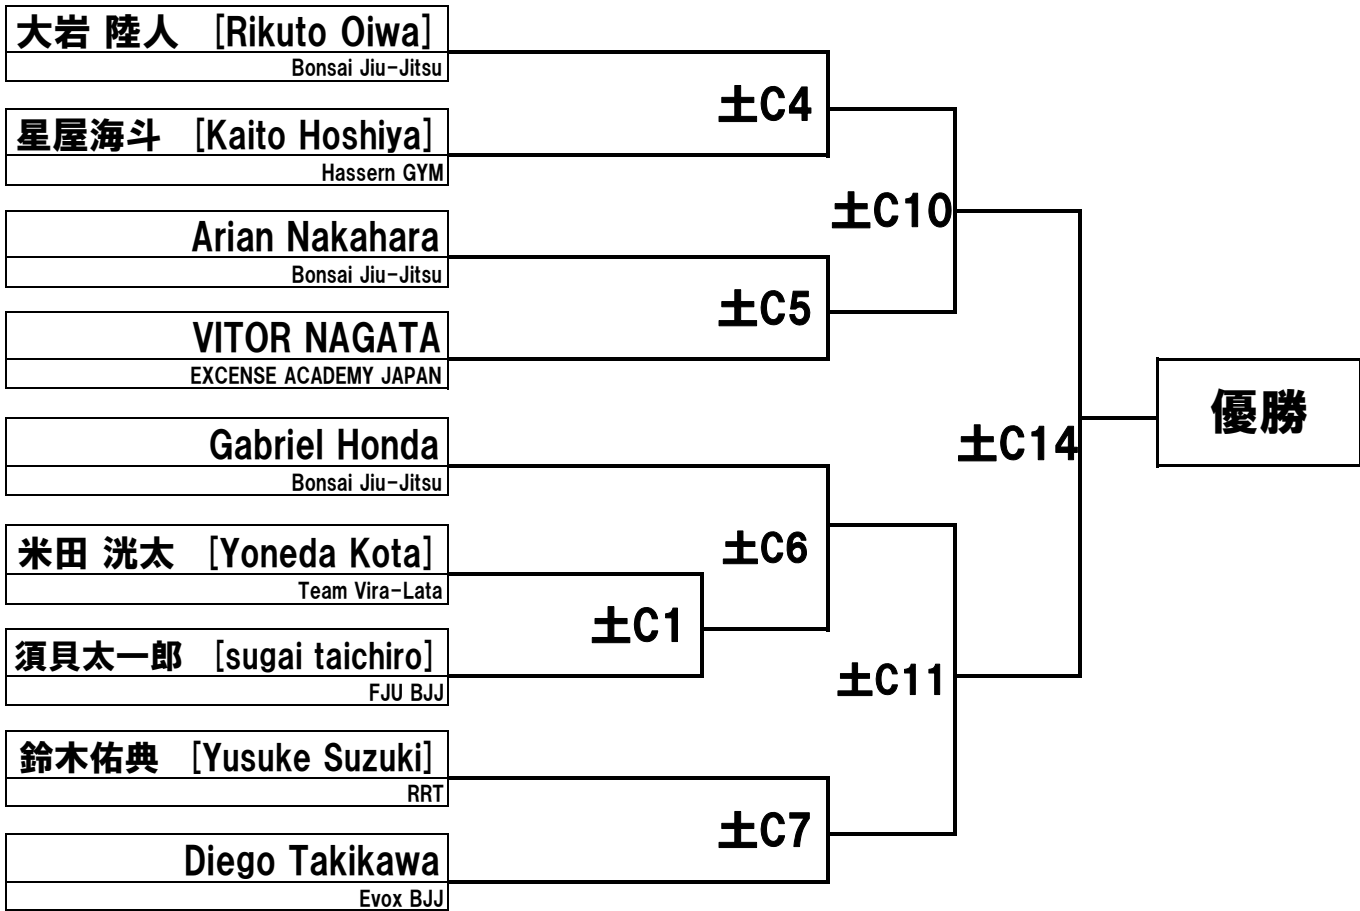 大岩 陸人 [Rikuto Oiwa]
Bonsai Jiu-Jitsu
土C4
星屋海斗 [Kaito Hoshiya]
Hassern GYM
土C10
Arian Nakahara
Bonsai Jiu-Jitsu
土C5
VITOR NAGATA
EXCENSE ACADEMY JAPAN
優勝
Gabriel Honda
Bonsai Jiu-Jitsu
土C14
米田 洸太 [Yoneda Kota]
Team Vira-Lata
土C6
土C1
須貝太一郎 [sugai taichiro]
FJU BJJ
土C11
鈴木佑典 [Yusuke Suzuki]
RRT
土C7
Diego Takikawa
Evox BJJ